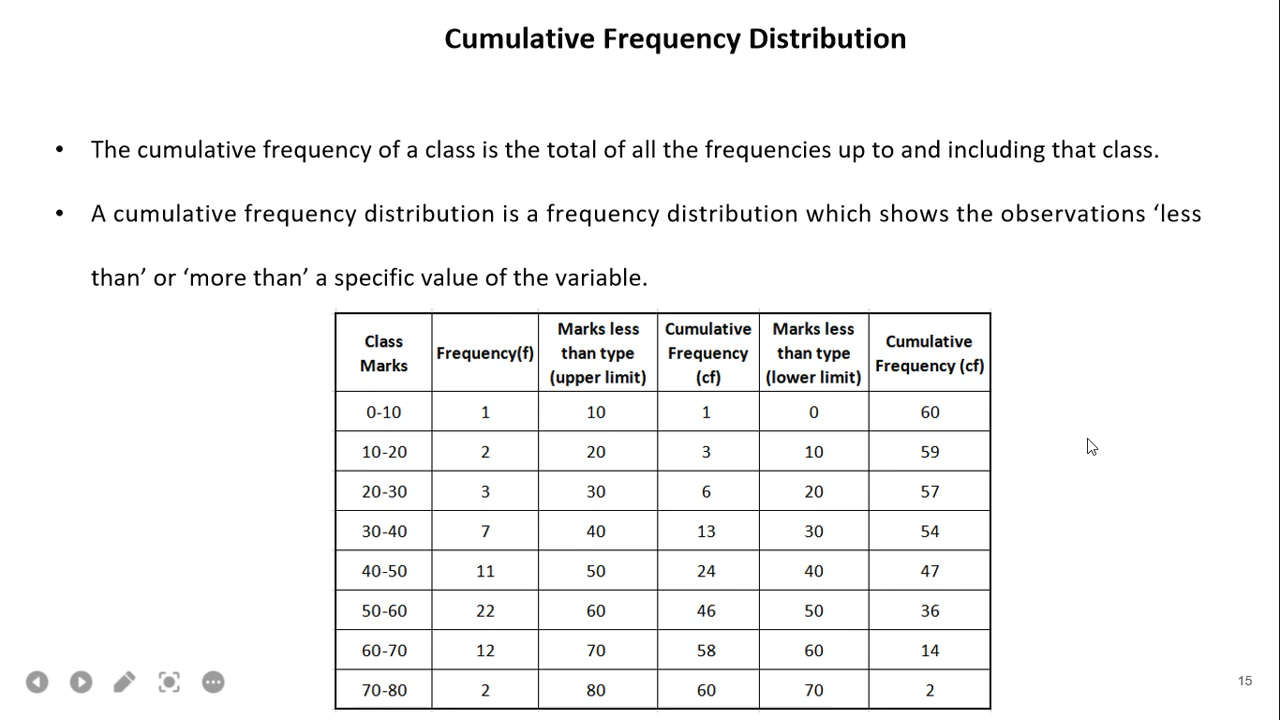 Cumulative Frequency Distribution
• The cumulative frequency of a class is the total of all the frequencies up to and including that class.
• A cumulative frequency distribution is a frequency distribution which shows the observations ‘less
than’ or ‘more than’ a specific value of the variable.
Class Marks | Frequency(f) | Marks less than type (upper limit) | Cumulative Frequency (cf) | Marks less than type (lower limit) | Cumulative Frequency (cf)
0-10 | 1 | 10 | 1 | 0 | 60
10-20 | 2 | 20 | 3 | 10 | 59
20-30 | 3 | 30 | 6 | 20 | 57
30-40 | 7 | 40 | 13 | 30 | 54
40-50 | 11 | 50 | 24 | 40 | 47
50-60 | 22 | 60 | 46 | 50 | 36
60-70 | 12 | 70 | 58 | 60 | 14
70-80 | 2 | 80 | 60 | 70 | 2
15